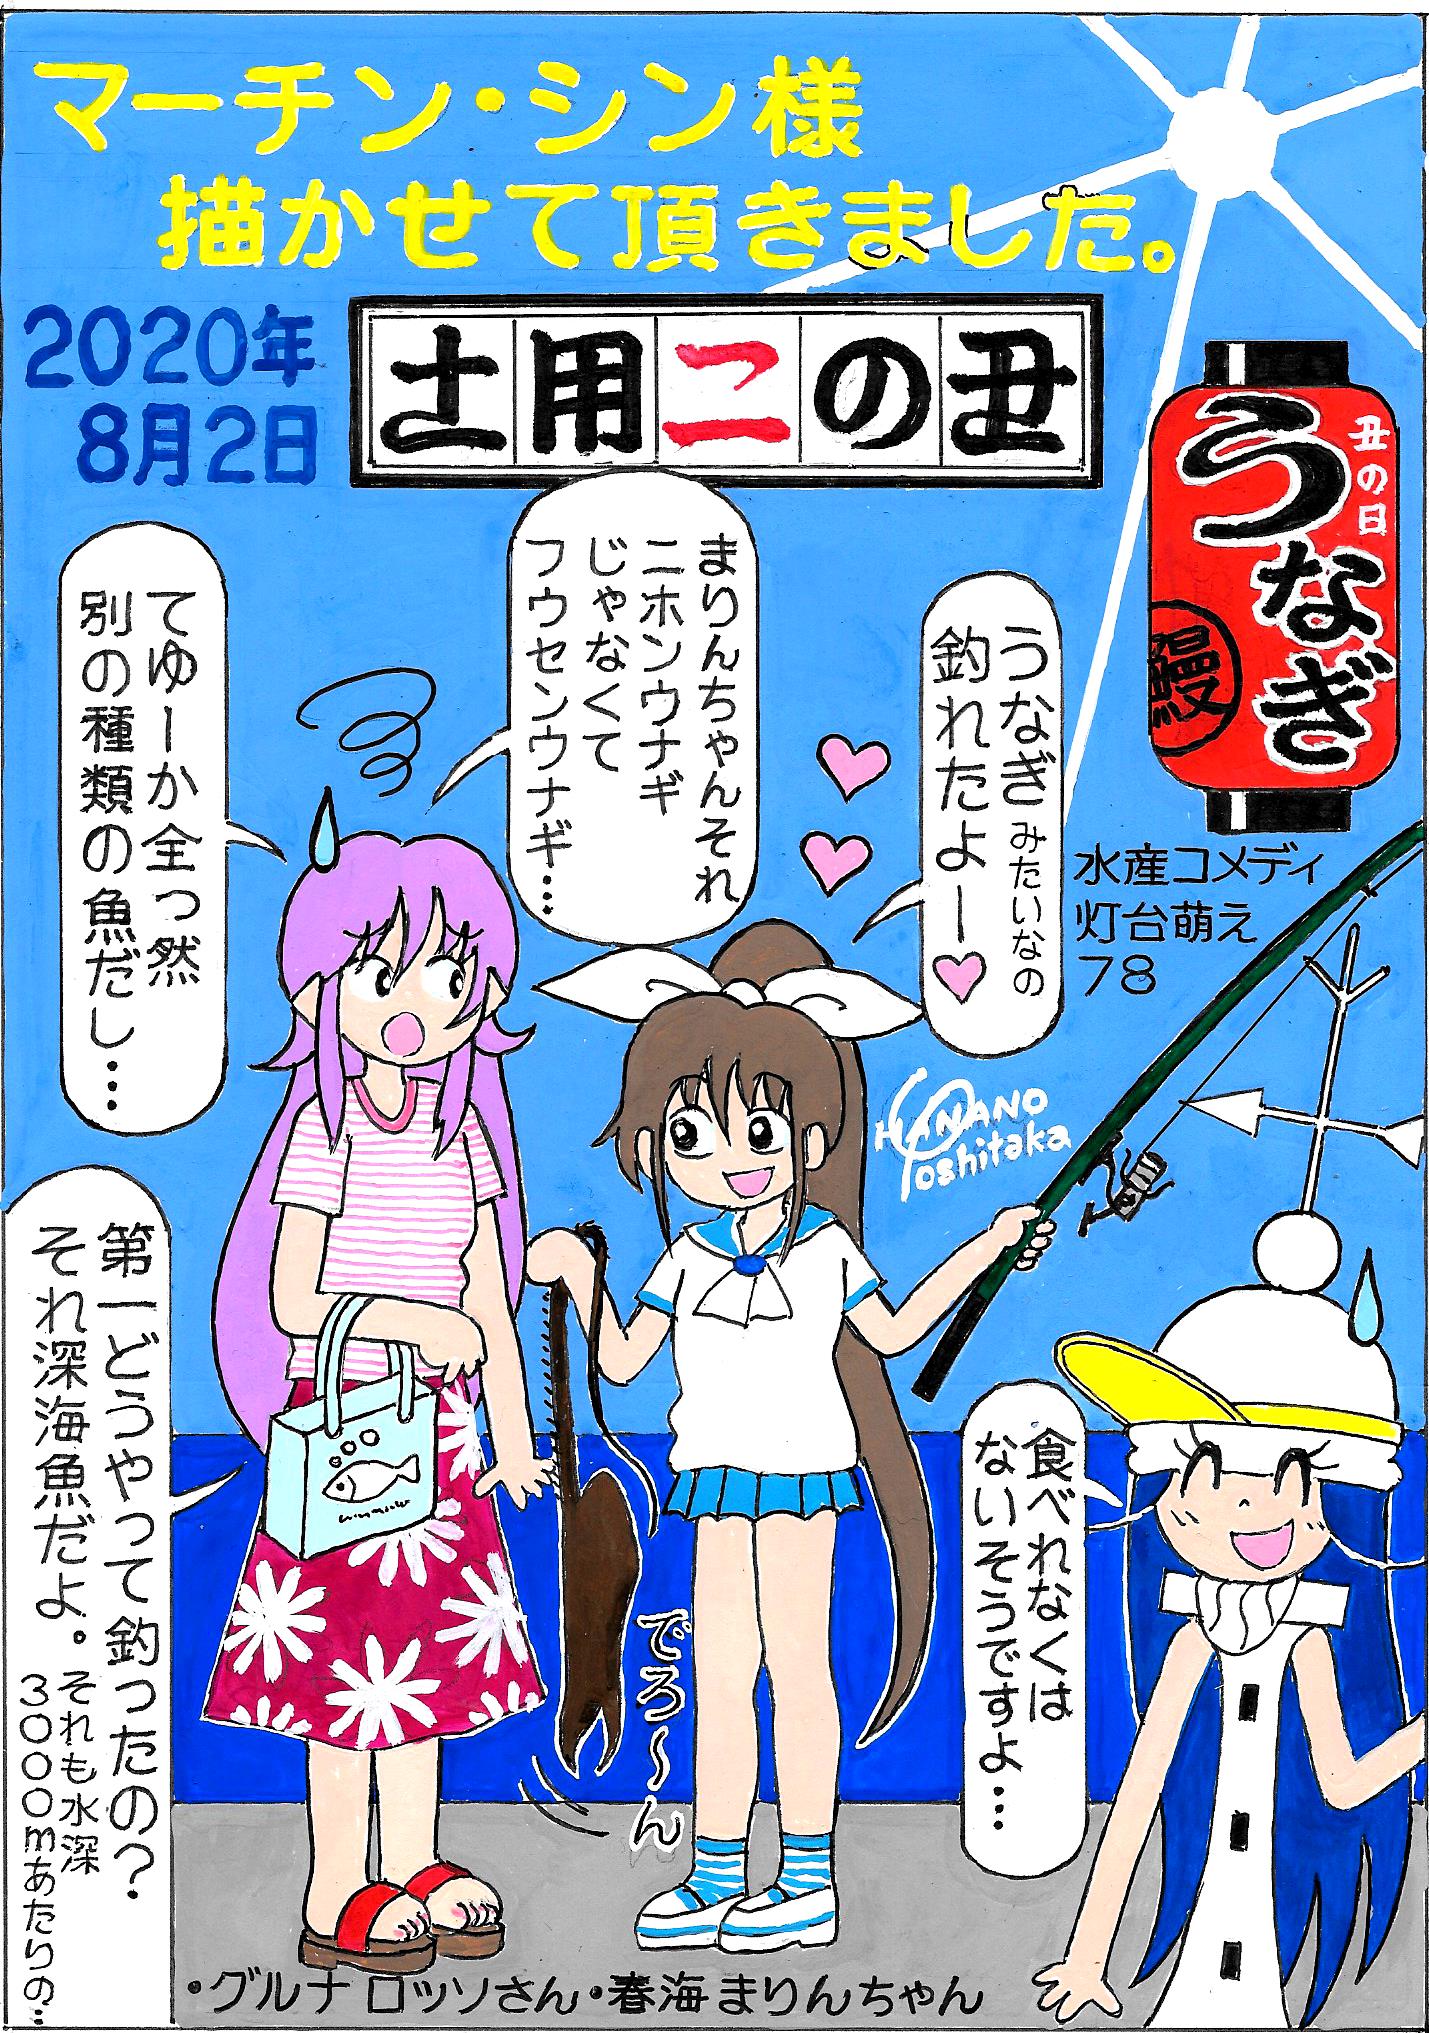 マーチン・シン様
描かせて頂きました。
2020年
8月2日
土用二の丑
丑の日
うなぎ
鰻
水産コメディ
灯台萌え
78
うなぎみたいなの
釣れたよー♥
まりんちゃんそれ
ニホンウナギ
じゃなくて
フウセンウナギ…
てゆーか全っ然
別の種類の魚だし…
HANANO
Yoshitaka
第一どうやって釣ったの?
それ深海魚だよ。
それも水深
3000mあたりの…
でろ～ん
食べれなくは
ないそうですよ…
・グルナ ロッソさん・春海まりんちゃん